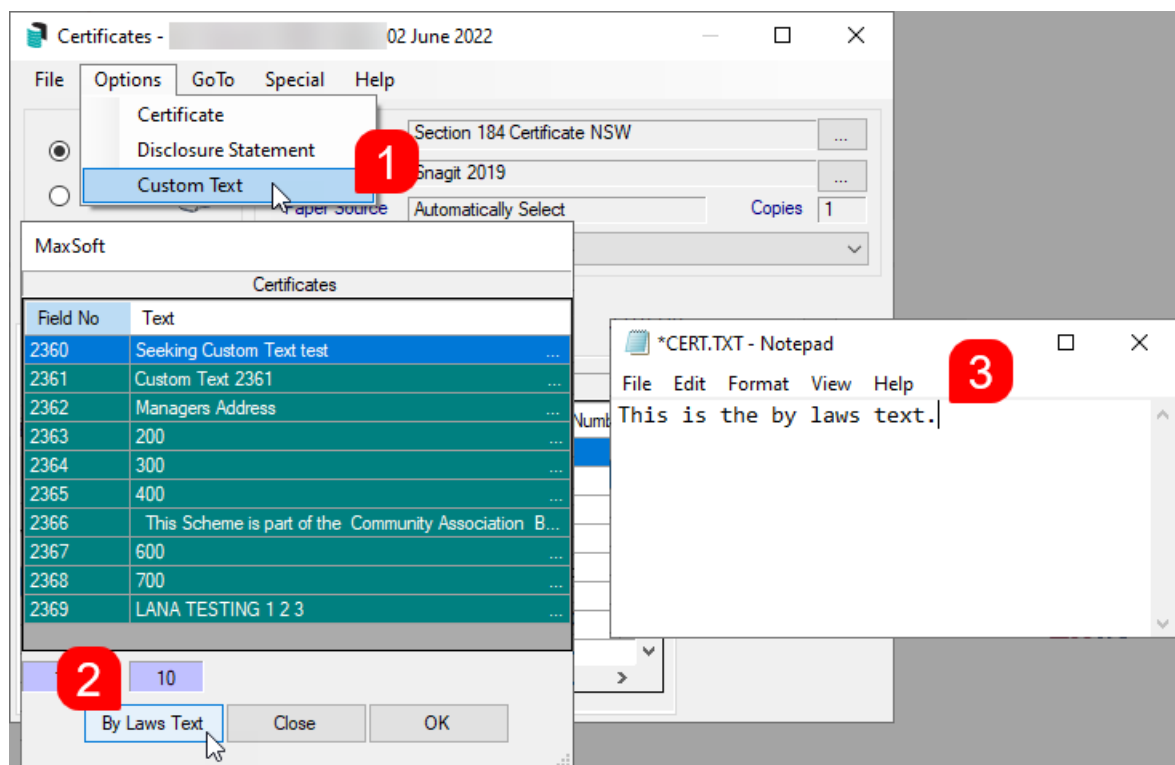 Certificates - 02 June 2022
File Options GoTo Special Help
Certificate
Disclosure Statement
Custom Text
1
Section 184 Certificate NSW ...
Snagit 2019 ...
Paper Source Automatically Select Copies 1
MaxSoft
Certificates
Field No Text
2360 Seeking Custom Text test ...
2361 Custom Text 2361 ...
2362 Managers Address ...
2363 200 ...
2364 300 ...
2365 400 ...
2366 This Scheme is part of the Community Association B...
2367 600 ...
2368 700 ...
2369 LANA TESTING 1 2 3 ...
2
10
By Laws Text Close OK
*CERT.TXT - Notepad
3
File Edit Format View Help
This is the by laws text.